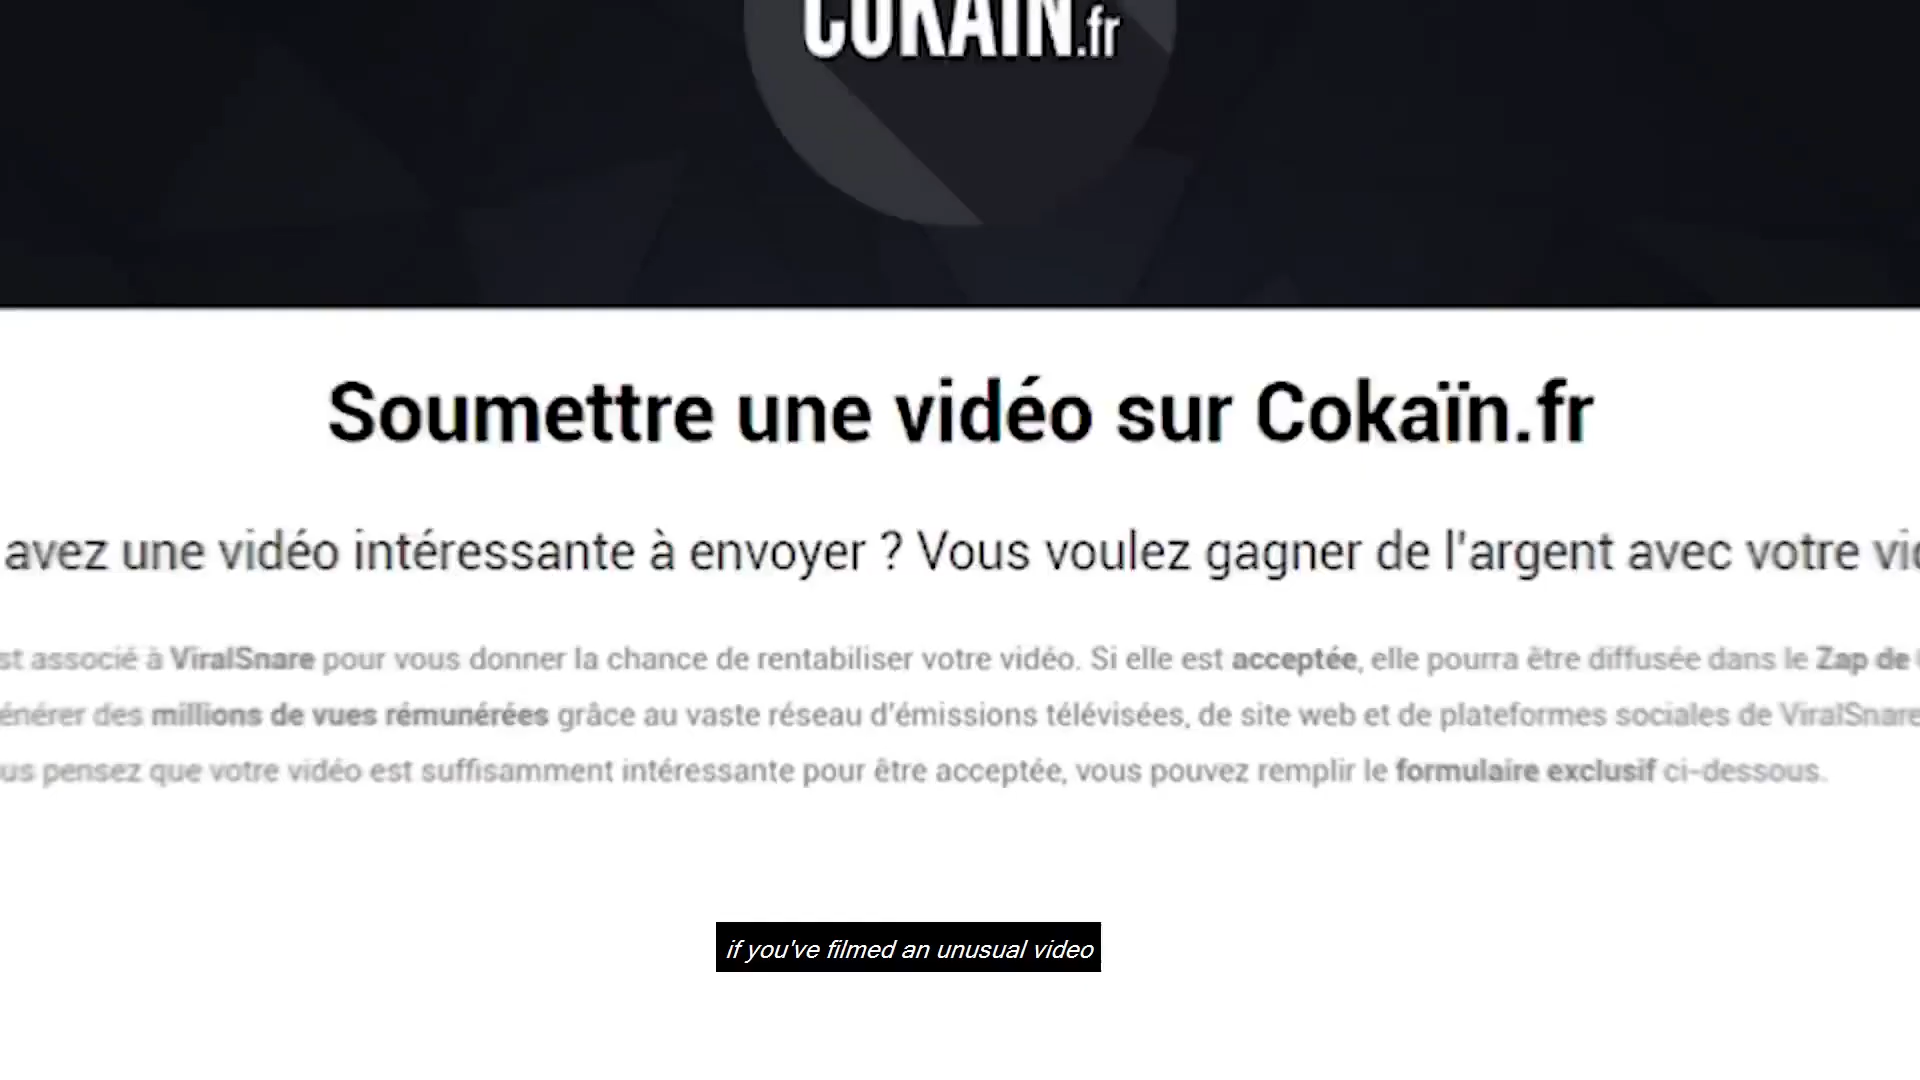 COKAIN.fr
Soumettre une vidéo sur Cokaïn.fr
avez une vidéo intéressante à envoyer ? Vous voulez gagner de l'argent avec votre
st associé à ViralSnare pour vous donner la chance de rentabiliser votre vidéo. Si elle est acceptée, elle pourra être diffusée dans le Zap de
énérer des millions de vues rémunérées grâce au vaste réseau d'émissions télévisées, de site web et de plateformes sociales de ViralSnare
us pensez que votre vidéo est suffisamment intéressante pour être acceptée, vous pouvez remplir le formulaire exclusif ci-dessous.
if you've filmed an unusual video